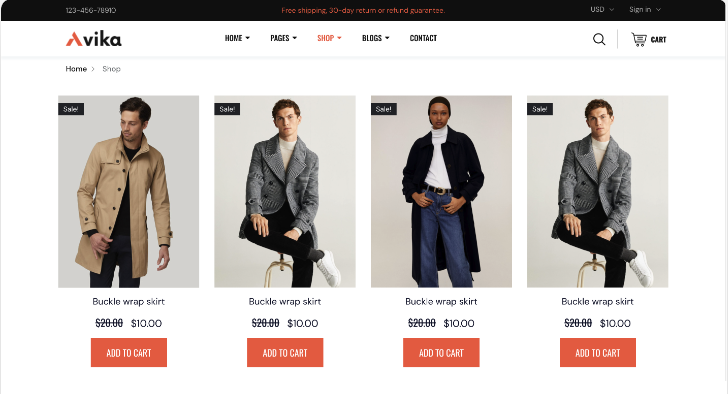 123-456-78910
Free shipping, 30-day return or refund guarantee.
USD
Sign in
Avika
HOME
PAGES
SHOP
BLOGS
CONTACT
CART
Home > Shop
Sale!
Sale!
Sale!
Sale!
Buckle wrap skirt
Buckle wrap skirt
Buckle wrap skirt
Buckle wrap skirt
$20.00 $10.00
$20.00 $10.00
$20.00 $10.00
$20.00 $10.00
ADD TO CART
ADD TO CART
ADD TO CART
ADD TO CART